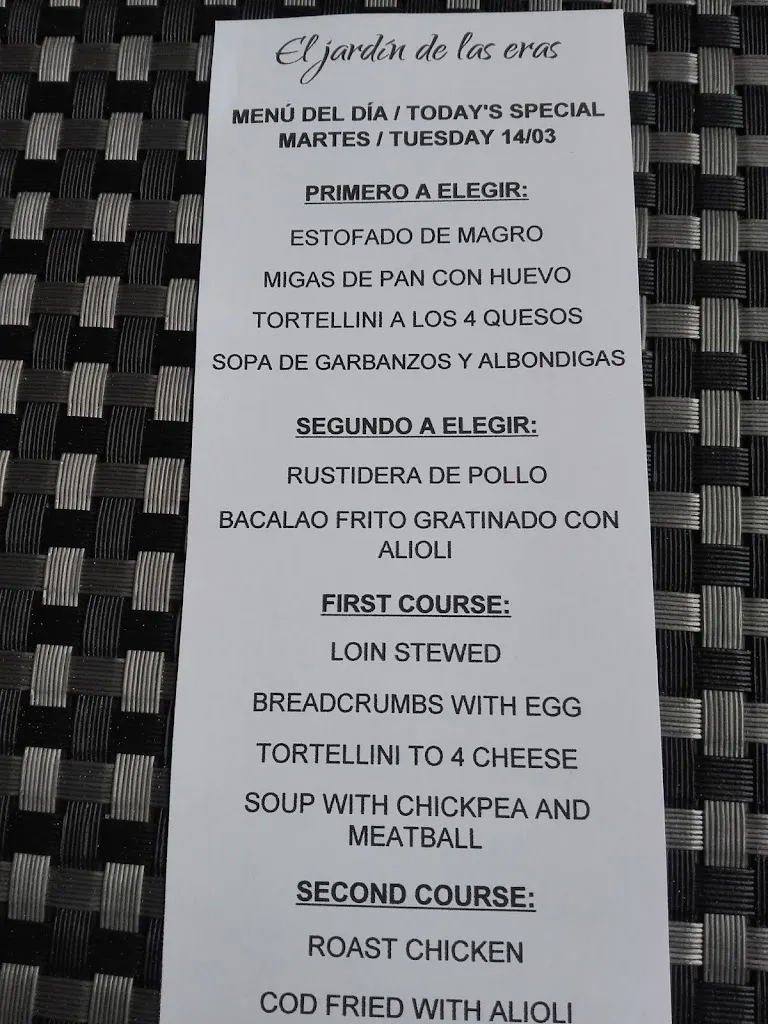 El jardín de las eras
MENÚ DEL DÍA / TODAY'S SPECIAL
MARTES / TUESDAY 14/03
PRIMERO A ELEGIR:
ESTOFADO DE MAGRO
MIGAS DE PAN CON HUEVO
TORTELLINI A LOS 4 QUESOS
SOPA DE GARBANZOS Y ALBONDIGAS
SEGUNDO A ELEGIR:
RUSTIDERA DE POLLO
BACALAO FRITO GRATINADO CON
ALIOLI
FIRST COURSE:
LOIN STEWED
BREADCRUMBS WITH EGG
TORTELLINI TO 4 CHEESE
SOUP WITH CHICKPEA AND
MEATBALL
SECOND COURSE:
ROAST CHICKEN
COD FRIED WITH ALIOLI